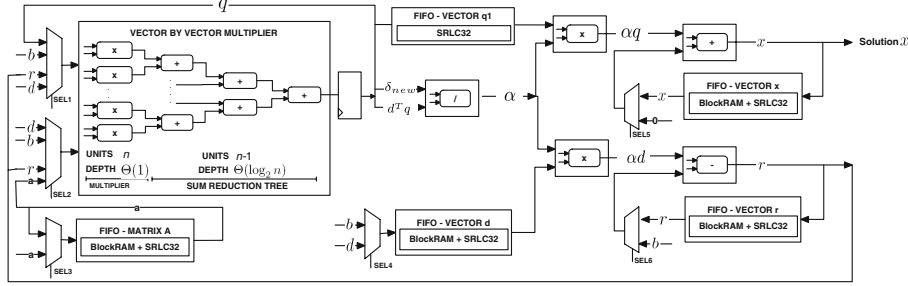 q
FIFO - VECTOR q1
SRLC32
VECTOR BY VECTOR MULTIPLIER
b
r
d
SEL1
x
x
x
x
+
+
+
+
+
+
+
δnew
d^T q
/
α
x
αq
+
x
Solution x
FIFO - VECTOR x
BlockRAM + SRLC32
x
0
SEL5
d
b
r
a
SEL2
UNITS n
DEPTH Θ(1)
MULTIPLIER
UNITS n-1
DEPTH Θ(log₂ n)
SUM REDUCTION TREE
x
αd
-
r
a
FIFO - MATRIX A
BlockRAM + SRLC32
a
SEL3
b
d
SEL4
FIFO - VECTOR d
BlockRAM + SRLC32
FIFO - VECTOR r
BlockRAM + SRLC32
r
b
SEL6